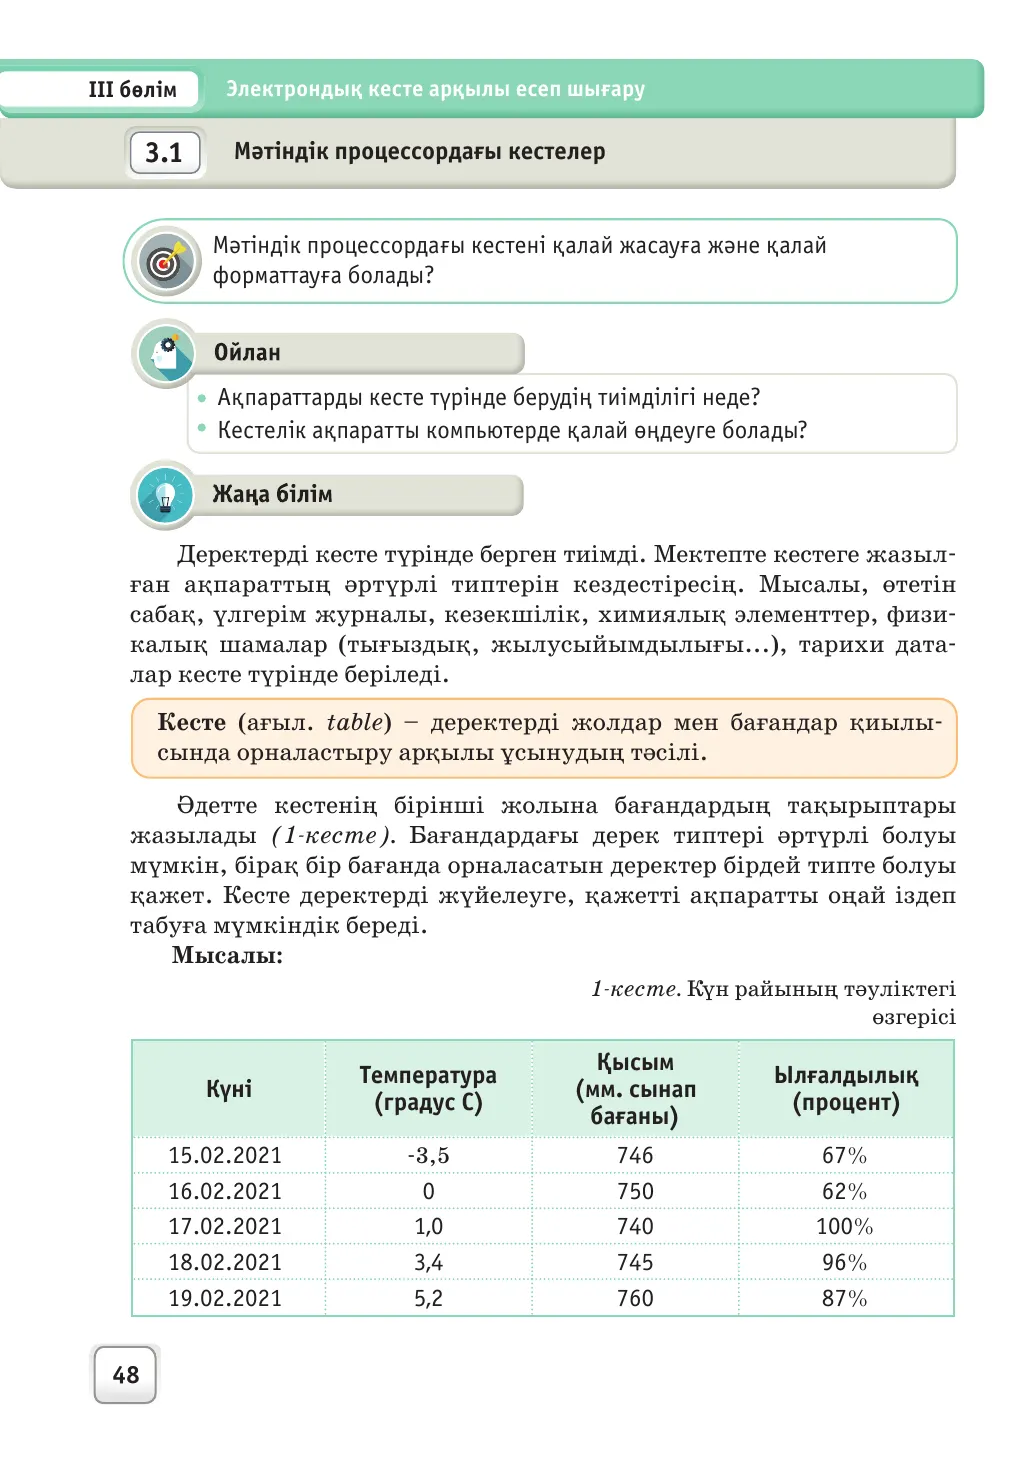 III бөлім
Электрондық кесте арқылы есеп шығару
3.1
Мәтіндік процессордағы кестелер
Мәтіндік процессордағы кестені қалай жасауға және қалай
форматтауға болады?
Ойлан
• Ақпараттарды кесте түрінде берудің тиімділігі неде?
• Кестелік ақпаратты компьютерде қалай өңдеуге болады?
Жаңа білім
Деректерді кесте түрінде берген тиімді. Мектепте кестеге жазыл-
ған ақпараттың әртүрлі типтерін кездестіресің. Мысалы, өтетін
сабақ, үлгерім журналы, кезекшілік, химиялық элементтер, физи-
калық шамалар (тығыздық, жылусыйымдылығы...), тарихи дата-
лар кесте түрінде беріледі.
Кесте (ағыл. table) – деректерді жолдар мен бағандар қиылы-
сында орналастыру арқылы ұсынудың тәсілі.
Әдетте кестенің бірінші жолына бағандардың тақырыптары
жазылады (1-кесте). Бағандардағы дерек типтері әртүрлі болуы
мүмкін, бірақ бір бағанда орналасатын деректер бірдей типте болуы
қажет. Кесте деректерді жүйелеуге, қажетті ақпаратты оңай іздеп
табуға мүмкіндік береді.
Мысалы:
1-кесте. Күн райының тәуліктегі
өзгерісі
Күні
Температура
(градус С)
Қысым
(мм. сынап
бағаны)
Ылғалдылық
(процент)
15.02.2021 -3,5 746 67%
16.02.2021 0 750 62%
17.02.2021 1,0 740 100%
18.02.2021 3,4 745 96%
19.02.2021 5,2 760 87%
48